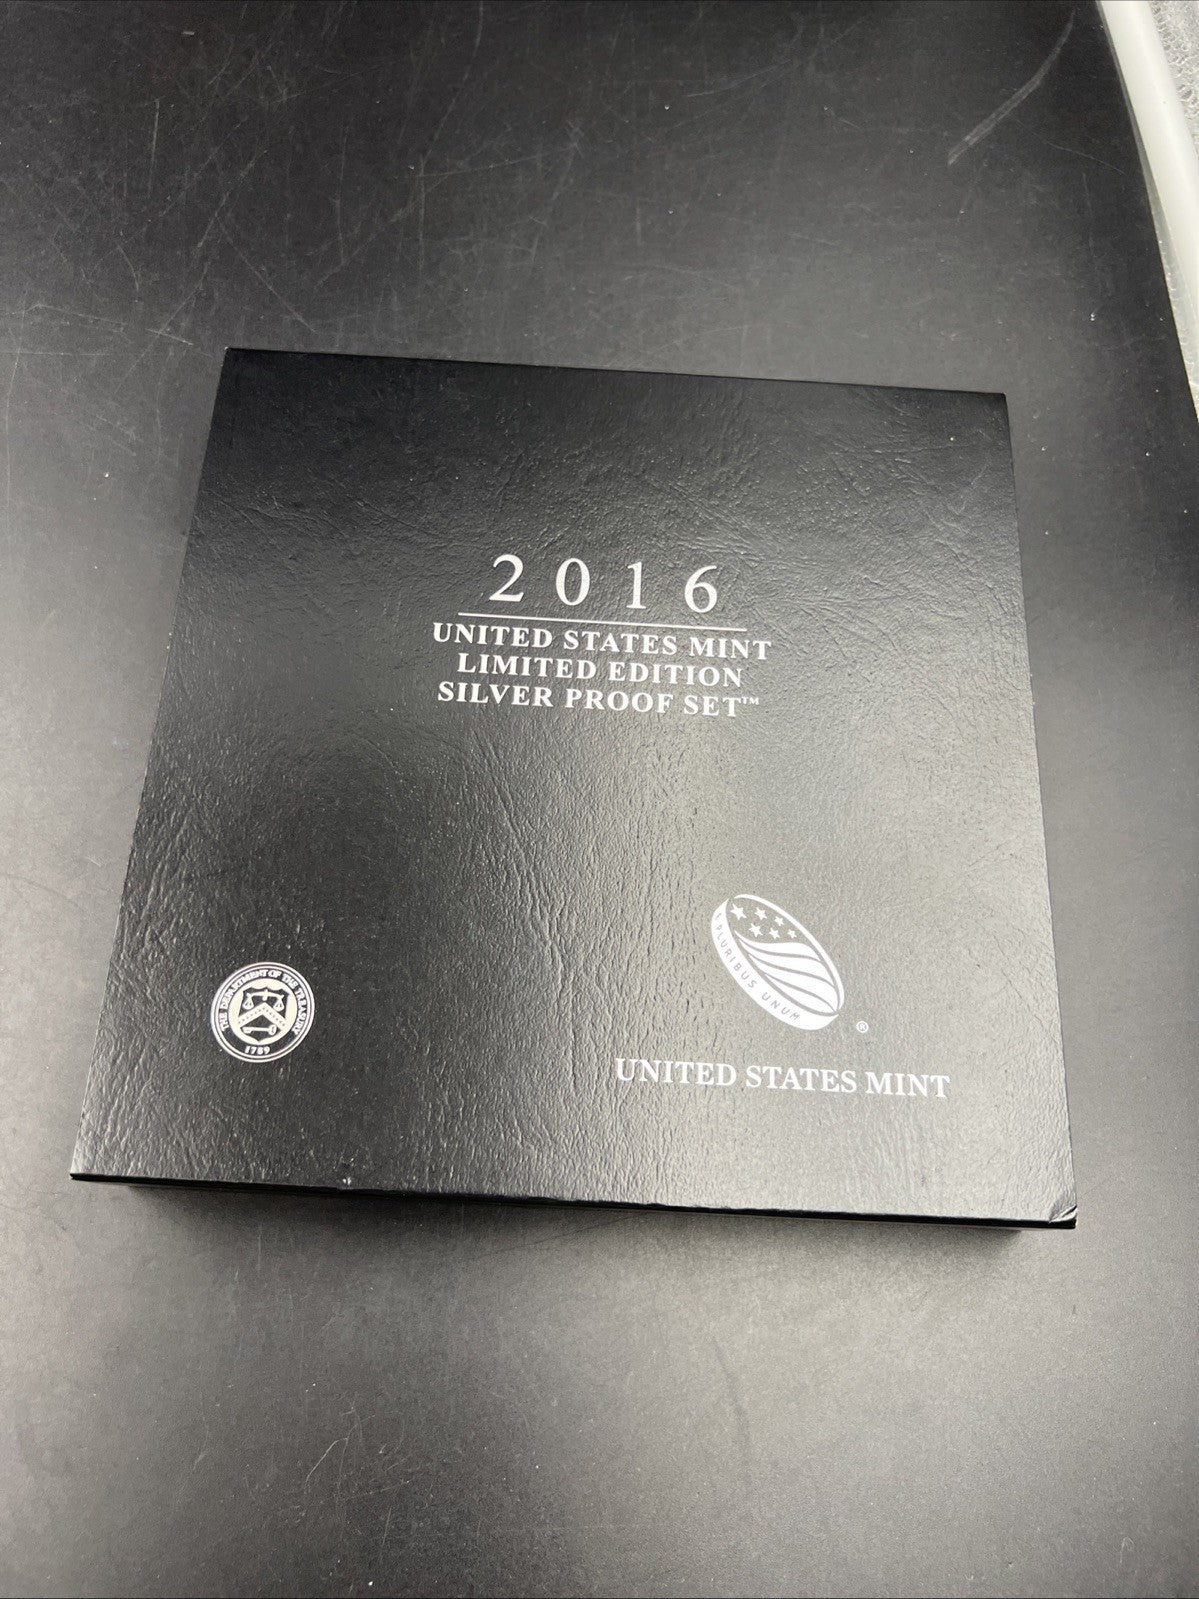 2016
UNITED STATES MINT
LIMITED EDITION
SILVER PROOF SET™
E PLURIBUS UNUM
®
THE DEPARTMENT OF THE TREASURY
1789
UNITED STATES MINT